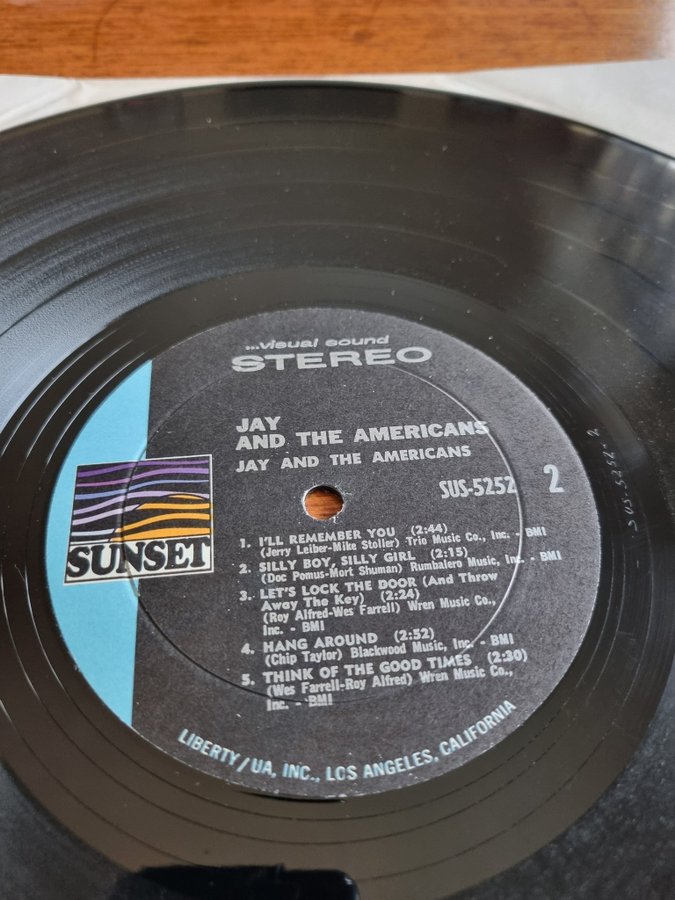 ...visual sound
STEREO
JAY
AND THE AMERICANS
JAY AND THE AMERICANS
SUS-5252 2
SUNSET
1. I'LL REMEMBER YOU (2:44)
(Jerry Leiber-Mike Stoller) Trio Music Co., Inc. - BMI
2. SILLY BOY, SILLY GIRL (2:15)
(Doc Pomus-Mort Shuman) Rumbalero Music, Inc. - BMI
3. LET'S LOCK THE DOOR (And Throw
Away The Key) (2:24)
(Roy Alfred-Wes Farrell) Wren Music Co.,
Inc. - BMI
4. HANG AROUND (2:52)
(Chip Taylor) Blackwood Music, Inc. - BMI
5. THINK OF THE GOOD TIMES (2:30)
(Wes Farrell-Roy Alfred) Wren Music Co.,
Inc. - BMI
LIBERTY/UA, INC., LOS ANGELES, CALIFORNIA
SUS-5252-2